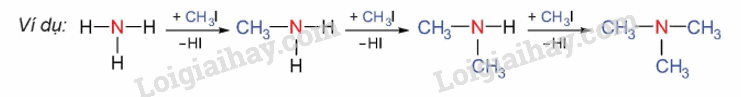 Ví dụ: H—N—H + CH₃I −HI CH₃—N—H + CH₃I −HI CH₃—N—H + CH₃I −HI CH₃—N—CH₃
H H CH₃ CH₃
Loigiaihay.com Loigiaihay.com Loigiaihay.com